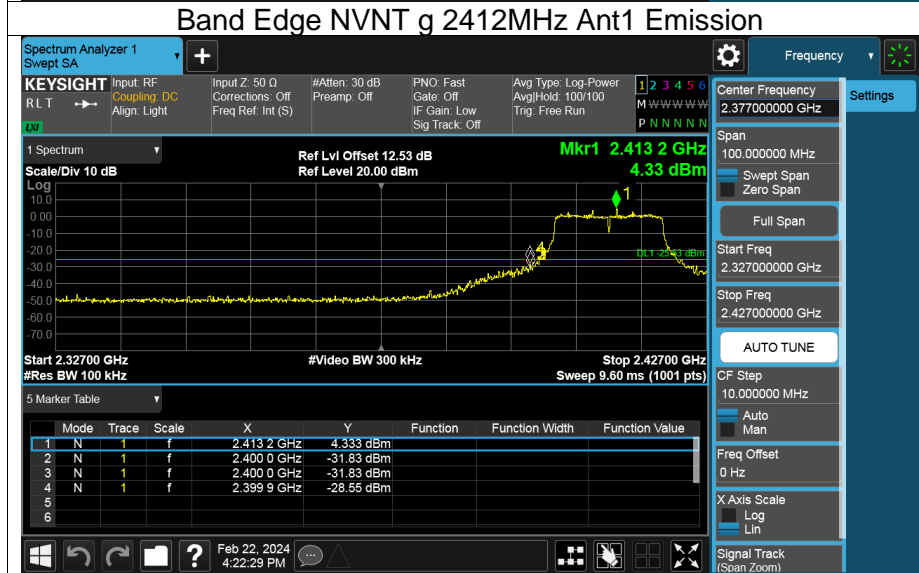 Band Edge NVNT g 2412MHz Ant1 Emission
Spectrum Analyzer 1
Swept SA
+
Frequency
KEYSIGHT
RLT
LXI
Input: RF
Coupling: DC
Align: Light
Input Z: 50 Ω
Corrections: Off
Freq Ref: Int (S)
#Atten: 30 dB
Preamp: Off
PNO: Fast
Gate: Off
IF Gain: Low
Sig Track: Off
Avg Type: Log-Power
Avg|Hold: 100/100
Trig: Free Run
1 2 3 4 5 6
M W W W W W
P N N N N N
1 Spectrum
Scale/Div 10 dB
Ref Lvl Offset 12.53 dB
Ref Level 20.00 dBm
Mkr1 2.413 2 GHz
4.33 dBm
Log
10.0
0.00
-10.0
-20.0
-30.0
-40.0
-50.0
-60.0
-70.0
1
4
DL1 -25.63 dBm
Start 2.32700 GHz
#Video BW 300 kHz
Stop 2.42700 GHz
#Res BW 100 kHz
Sweep 9.60 ms (1001 pts)
5 Marker Table
Mode Trace Scale X Y Function Function Width Function Value
1 N 1 f 2.413 2 GHz 4.333 dBm
2 N 1 f 2.400 0 GHz -31.83 dBm
3 N 1 f 2.400 0 GHz -31.83 dBm
4 N 1 f 2.399 9 GHz -28.55 dBm
5
6
?
Feb 22, 2024
4:22:29 PM
Settings
Center Frequency
2.377000000 GHz
Span
100.000000 MHz
Swept Span
Zero Span
Full Span
Start Freq
2.327000000 GHz
Stop Freq
2.427000000 GHz
AUTO TUNE
CF Step
10.000000 MHz
Auto
Man
Freq Offset
0 Hz
X Axis Scale
Log
Lin
Signal Track
(Span Zoom)